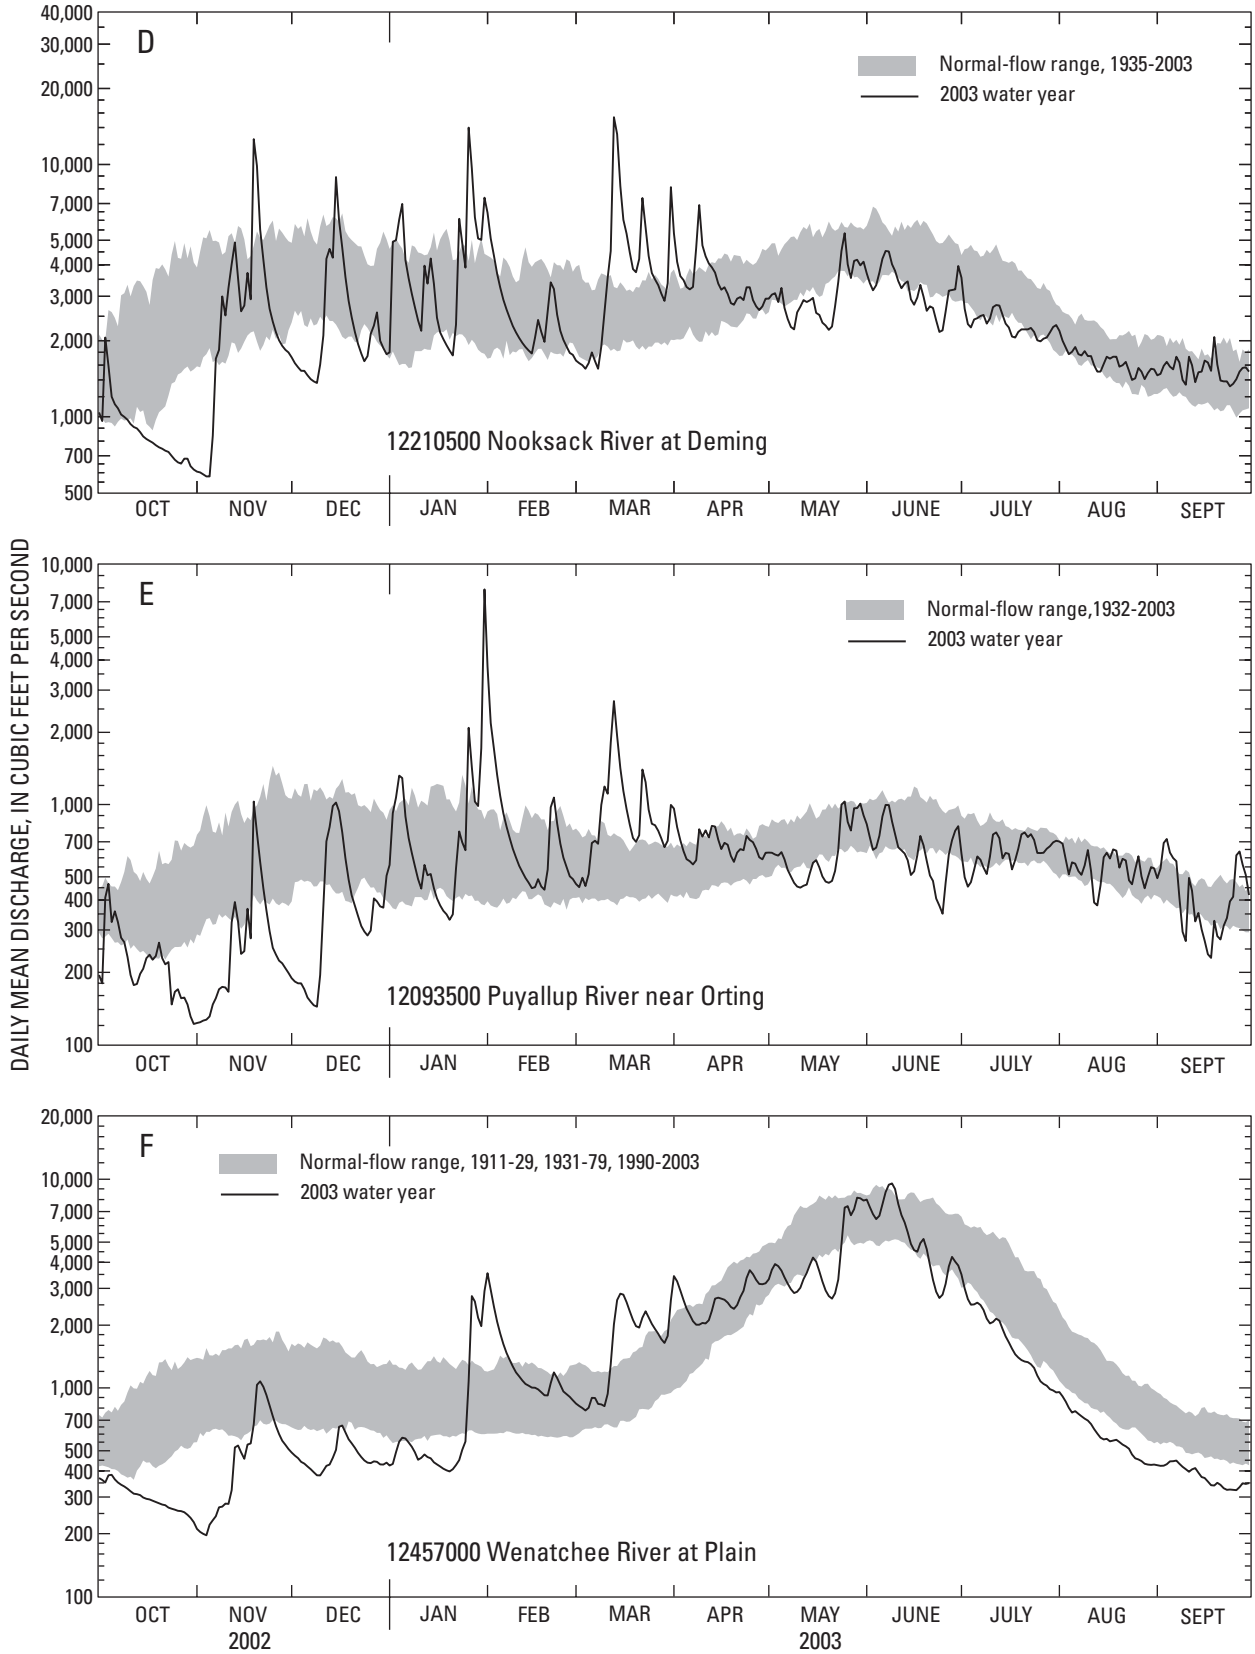 DAILY MEAN DISCHARGE, IN CUBIC FEET PER SECOND
D
Normal-flow range, 1935-2003
2003 water year
40,000
30,000
20,000
10,000
7,000
5,000
4,000
3,000
2,000
1,000
700
500
12210500 Nooksack River at Deming
OCT NOV DEC JAN FEB MAR APR MAY JUNE JULY AUG SEPT
E
Normal-flow range,1932-2003
2003 water year
10,000
7,000
5,000
4,000
3,000
2,000
1,000
700
500
400
300
200
100
12093500 Puyallup River near Orting
OCT NOV DEC JAN FEB MAR APR MAY JUNE JULY AUG SEPT
F
Normal-flow range, 1911-29, 1931-79, 1990-2003
2003 water year
20,000
10,000
7,000
5,000
4,000
3,000
2,000
1,000
700
500
400
300
200
100
12457000 Wenatchee River at Plain
OCT NOV DEC JAN FEB MAR APR MAY JUNE JULY AUG SEPT
2002 2003